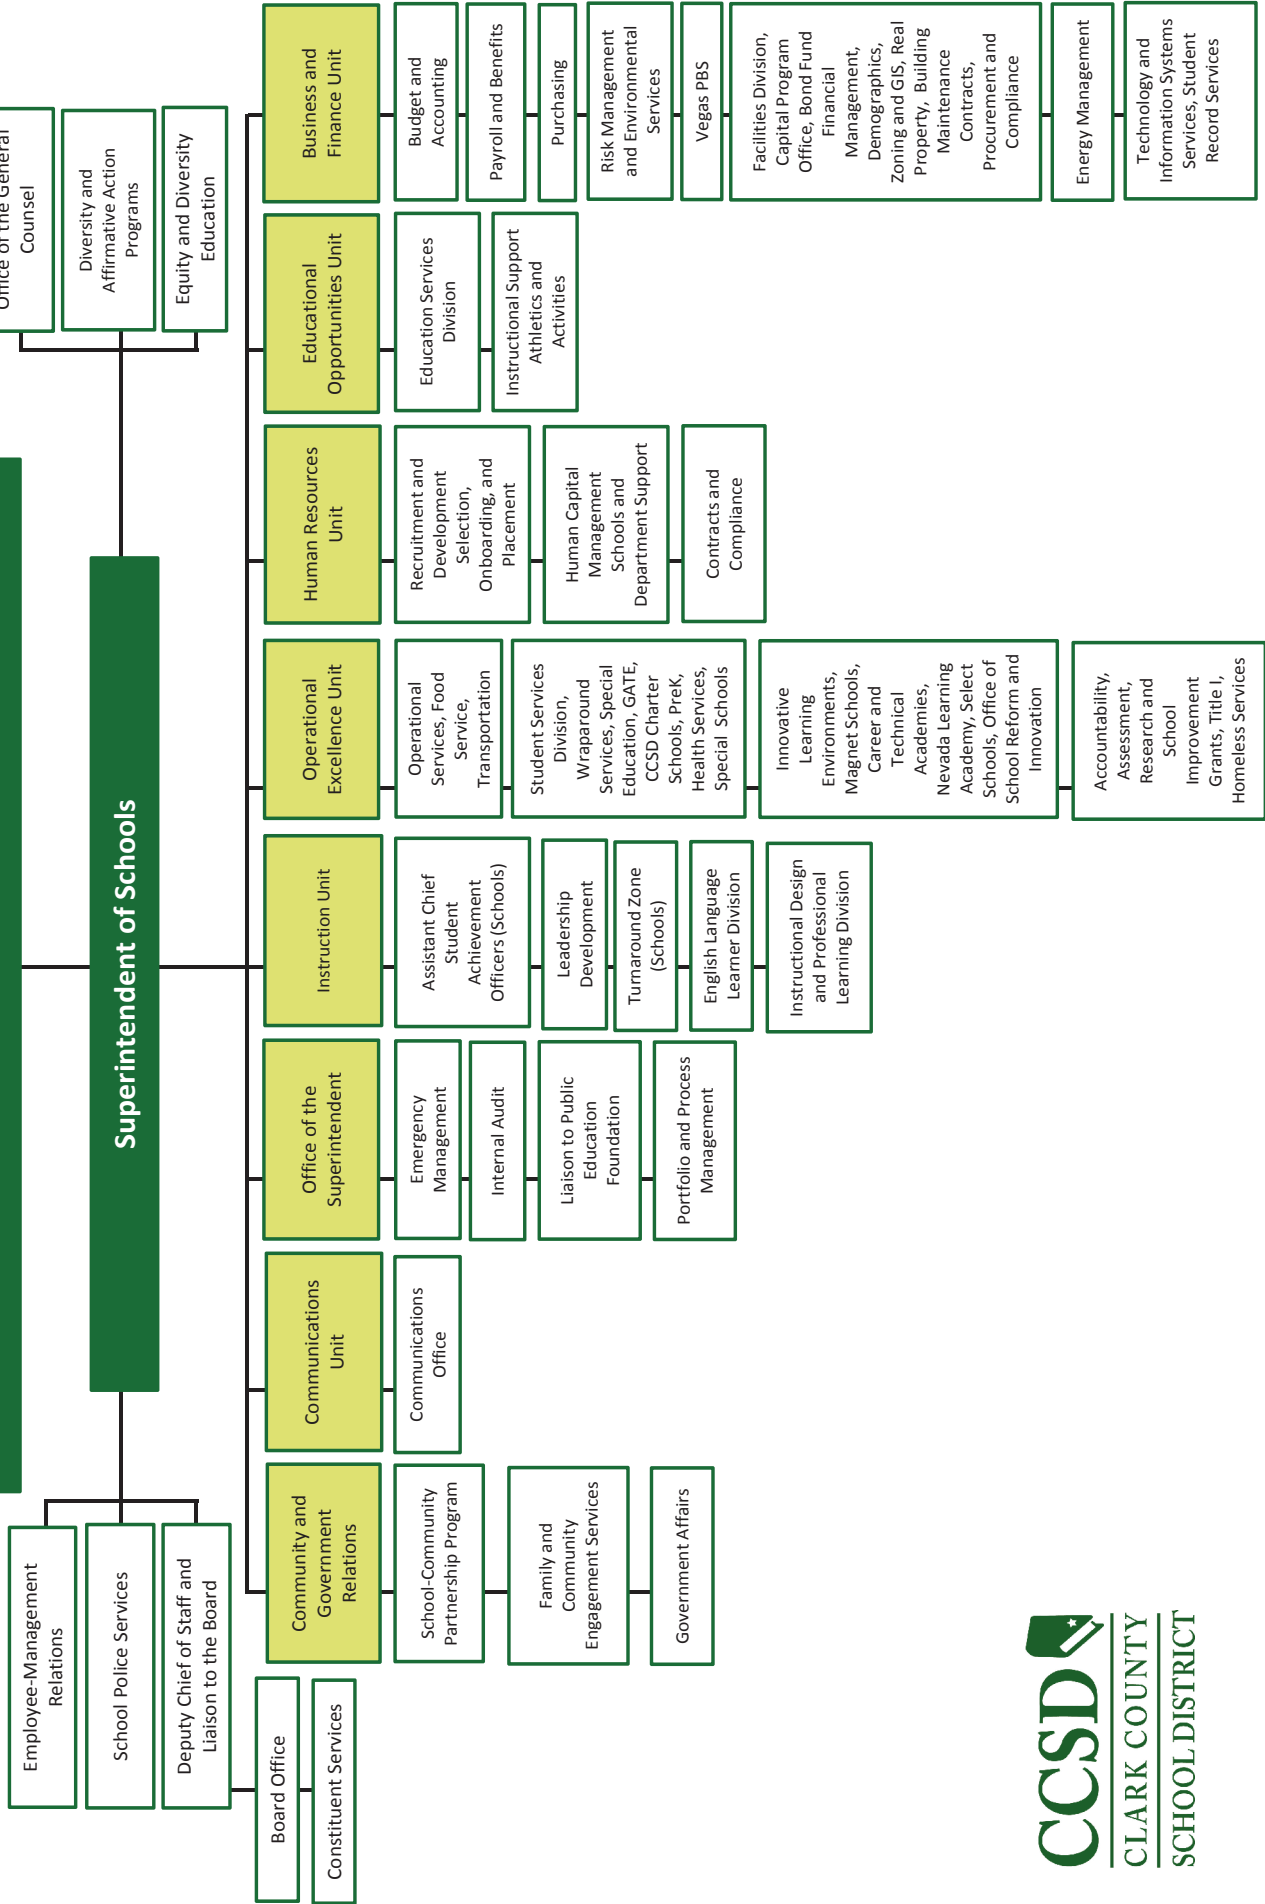 Superintendent of Schools
Employee-Management
Relations
School Police Services
Deputy Chief of Staff and
Liaison to the Board
Board Office
Constituent Services
Office of the General
Counsel
Diversity and
Affirmative Action
Programs
Equity and Diversity
Education
Community and
Government
Relations
School-Community
Partnership Program
Family and
Community
Engagement Services
Government Affairs
Communications
Unit
Communications
Office
Office of the
Superintendent
Emergency
Management
Internal Audit
Liaison to Public
Education
Foundation
Portfolio and Process
Management
Instruction Unit
Assistant Chief
Student
Achievement
Officers (Schools)
Leadership
Development
Turnaround Zone
(Schools)
English Language
Learner Division
Instructional Design
and Professional
Learning Division
Operational
Excellence Unit
Operational
Services, Food
Service,
Transportation
Student Services
Division,
Wraparound
Services, Special
Education, GATE,
CCSD Charter
Schools, PreK,
Health Services,
Special Schools
Innovative
Learning
Environments,
Magnet Schools,
Career and
Technical
Academies,
Nevada Learning
Academy, Select
Schools, Office of
School Reform and
Innovation
Accountability,
Assessment,
Research and
School
Improvement
Grants, Title I,
Homeless Services
Human Resources
Unit
Recruitment and
Development
Selection,
Onboarding, and
Placement
Human Capital
Management
Schools and
Department Support
Contracts and
Compliance
Educational
Opportunities Unit
Education Services
Division
Instructional Support
Athletics and
Activities
Business and
Finance Unit
Budget and
Accounting
Payroll and Benefits
Purchasing
Risk Management
and Environmental
Services
Vegas PBS
Facilities Division,
Capital Program
Office, Bond Fund
Financial
Management,
Demographics,
Zoning and GIS, Real
Property, Building
Maintenance
Contracts,
Procurement and
Compliance
Energy Management
Technology and
Information Systems
Services, Student
Record Services
CCSD
CLARK COUNTY
SCHOOL DISTRICT